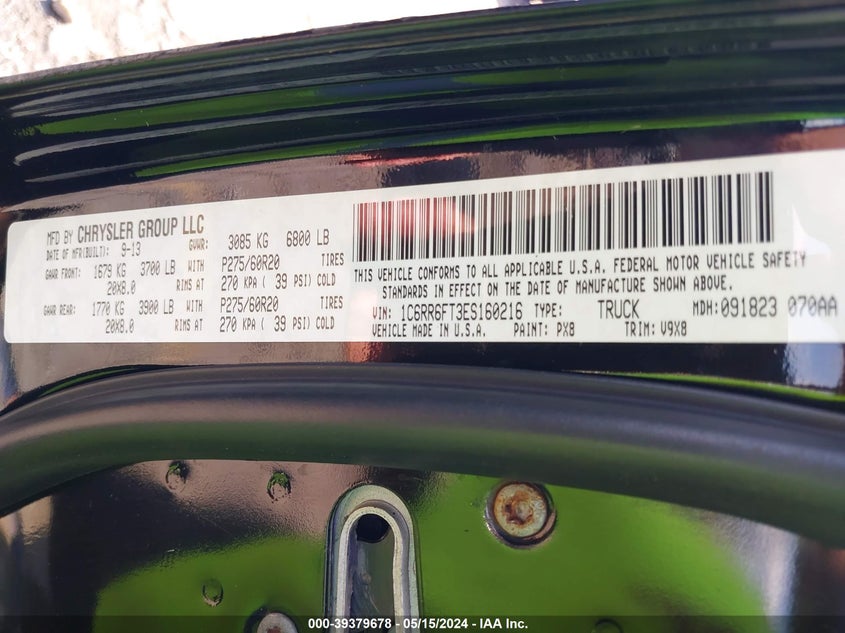 MFD BY CHRYSLER GROUP LLC
DATE OF MFR(BUILT): 9-13 GVWR: 3085 KG 6800 LB
GAWR FRONT: 1679 KG 3700 LB WITH P275/60R20 TIRES
20X8.0 RIMS AT 270 KPA ( 39 PSI) COLD
GAWR REAR: 1770 KG 3900 LB WITH P275/60R20 TIRES
20X8.0 RIMS AT 270 KPA ( 39 PSI) COLD
THIS VEHICLE CONFORMS TO ALL APPLICABLE U.S.A. FEDERAL MOTOR VEHICLE SAFETY
STANDARDS IN EFFECT ON THE DATE OF MANUFACTURE SHOWN ABOVE.
VIN: 1C6RR6FT3ES160216 TYPE: TRUCK MDH: 091823 070AA
VEHICLE MADE IN U.S.A. PAINT: PX8 TRIM: V9X8
000-39379678 - 05/15/2024 - IAA Inc.